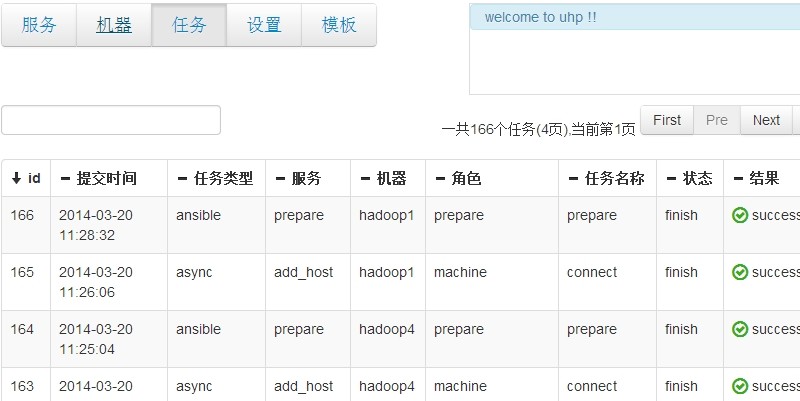 服务 机器 任务 设置 模板
welcome to uhp !!
一共166个任务(4页),当前第1页 First Pre Next
id 提交时间 任务类型 服务 机器 角色 任务名称 状态 结果
166 2014-03-20 ansible prepare hadoop1 prepare prepare finish success
11:28:32
165 2014-03-20 async add_host hadoop1 machine connect finish success
11:26:06
164 2014-03-20 ansible prepare hadoop4 prepare prepare finish success
11:25:04
163 2014-03-20 async add_host hadoop4 machine connect finish success